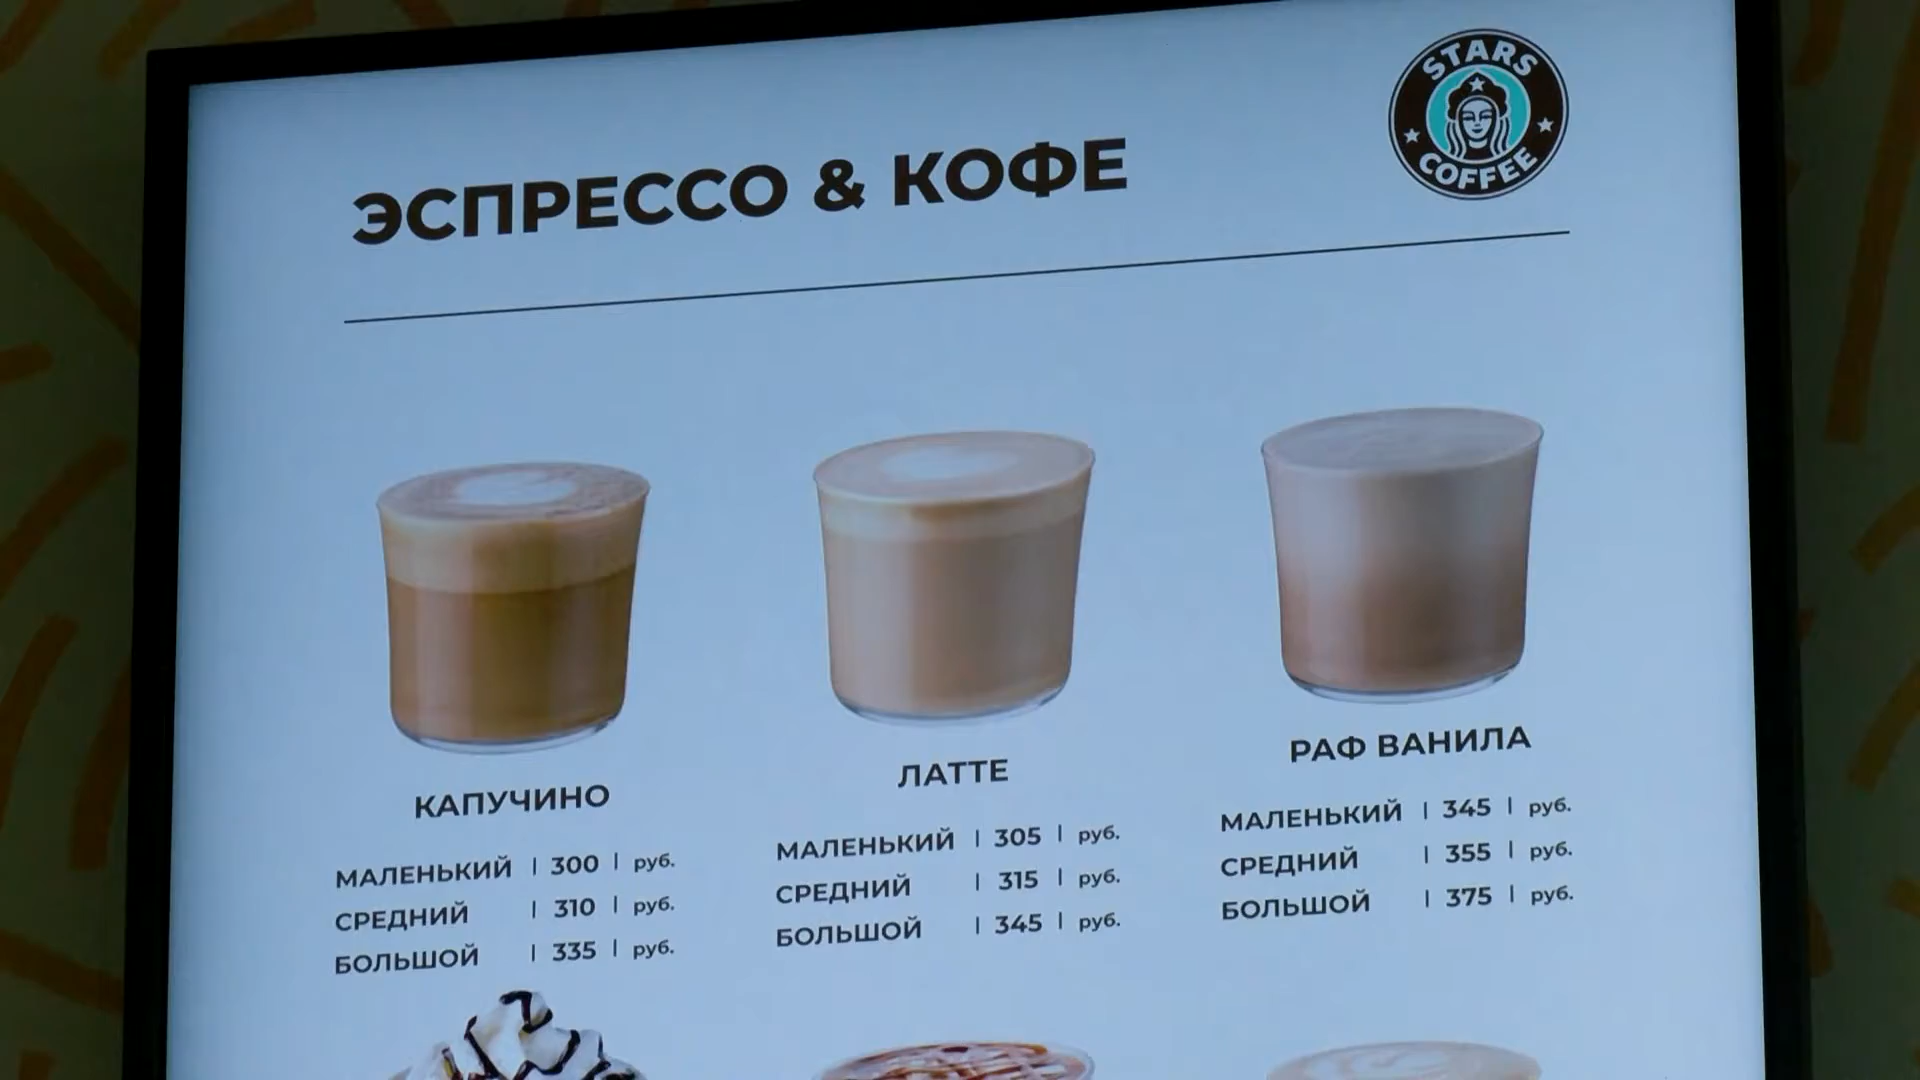 STARS
COFFEE
ЭСПРЕССО & КОФЕ
КАПУЧИНО
МАЛЕНЬКИЙ | 300 | руб.
СРЕДНИЙ | 310 | руб.
БОЛЬШОЙ | 335 | руб.
ЛАТТЕ
МАЛЕНЬКИЙ | 305 | руб.
СРЕДНИЙ | 315 | руб.
БОЛЬШОЙ | 345 | руб.
РАФ ВАНИЛА
МАЛЕНЬКИЙ | 345 | руб.
СРЕДНИЙ | 355 | руб.
БОЛЬШОЙ | 375 | руб.